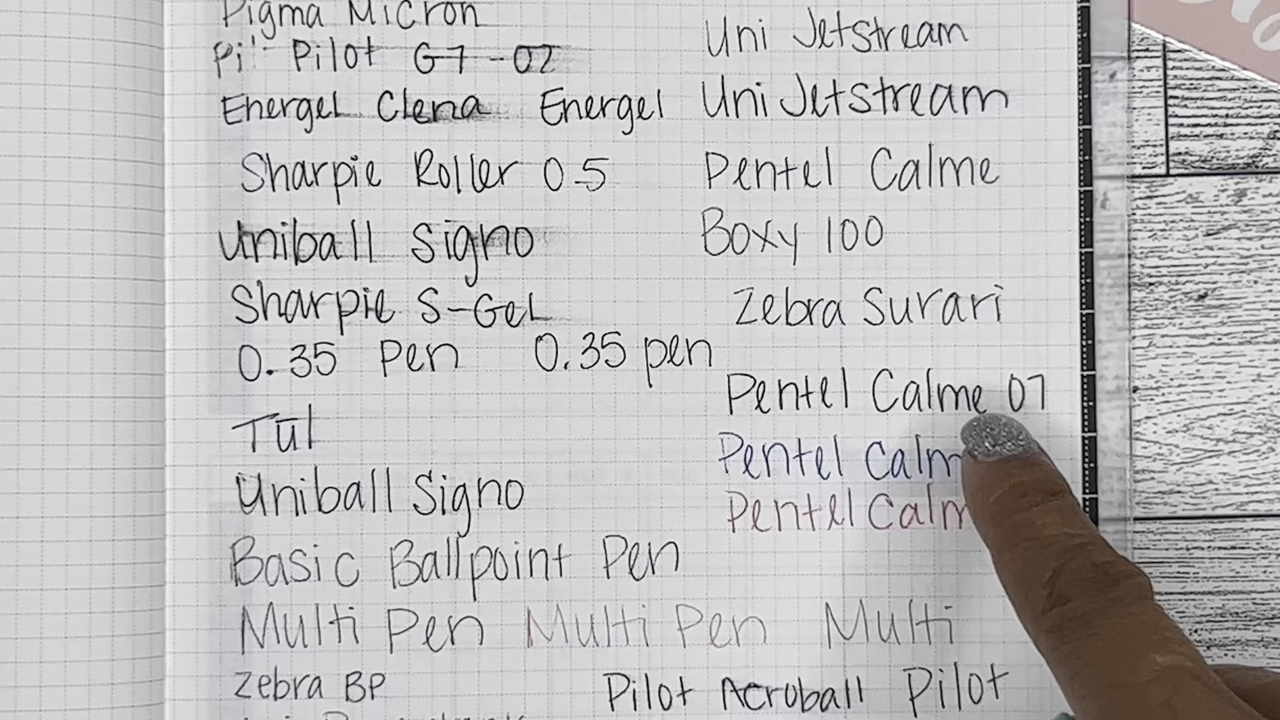 Pigma Micron
Pi Pilot G7-02
Energel Clena Energel
Sharpie Roller 0.5
Uniball Signo
Sharpie S-Gel
0.35 Pen 0.35 pen
Tul
Uniball Signo
Basic Ballpoint Pen
Multi Pen Multi Pen Multi
Zebra BP
Pilot Acroball Pilot
Uni Jetstream
Uni Jetstream
Pentel Calme
Boxy 100
Zebra Surari
Pentel Calme 07
Pentel Calm
Pentel Calm